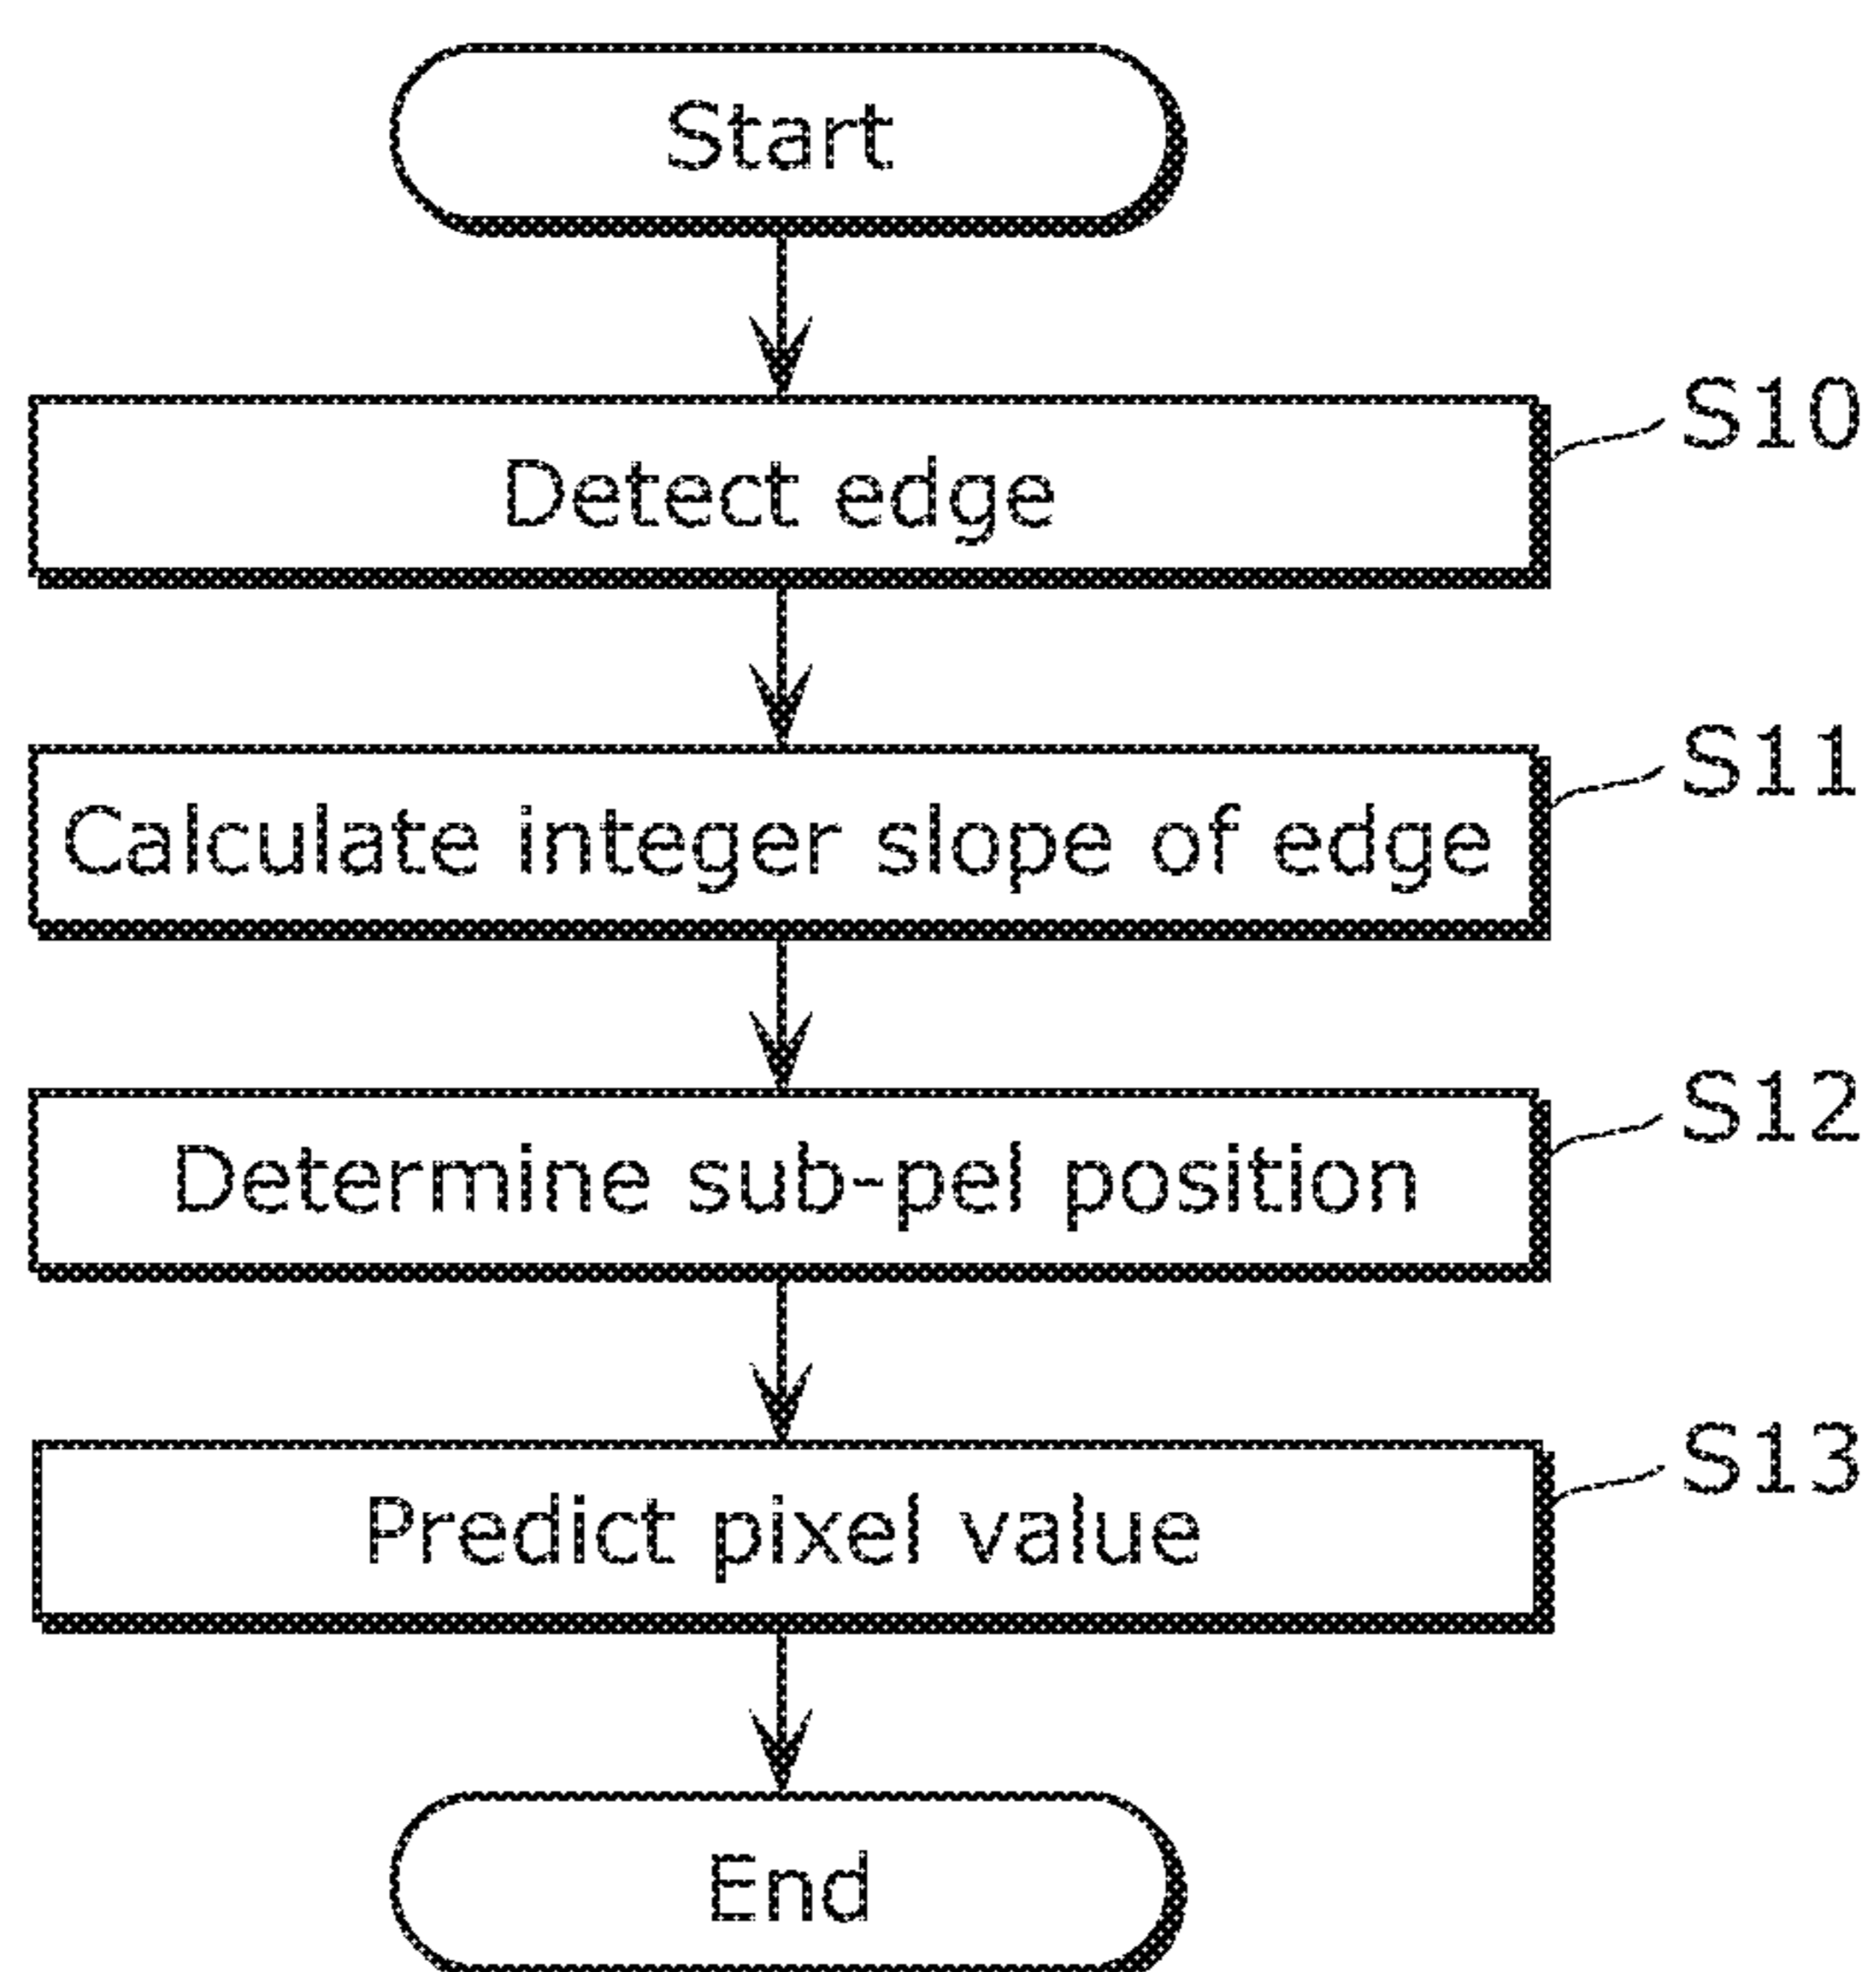 Start
S10
Detect edge
S11
Calculate integer slope of edge
S12
Determine sub-pel position
S13
Predict pixel value
End